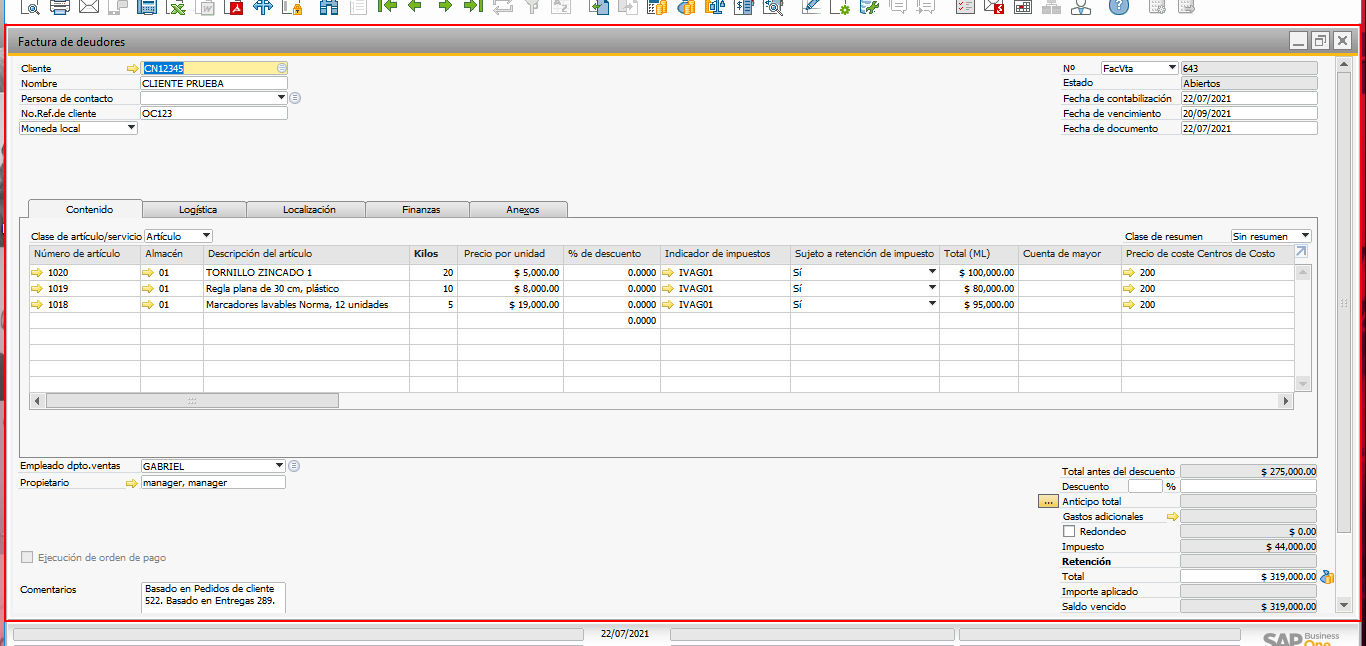 Factura de deudores
Cliente CN12345
Nombre CLIENTE PRUEBA
Persona de contacto
No.Ref.de cliente OC123
Moneda local
Nº FacVta 643
Estado Abiertos
Fecha de contabilización 22/07/2021
Fecha de vencimiento 20/09/2021
Fecha de documento 22/07/2021
Contenido Logística Localización Finanzas Anexos
Clase de artículo/servicio Artículo Clase de resumen Sin resumen
Número de artículo Almacén Descripción del artículo Kilos Precio por unidad % de descuento Indicador de impuestos Sujeto a retención de impuesto Total (ML) Cuenta de mayor Precio de coste Centros de Costo
1020 01 TORNILLO ZINCADO 1 20 $ 5,000.00 0.0000 IVAG01 Sí $ 100,000.00 200
1019 01 Regla plana de 30 cm, plástico 10 $ 8,000.00 0.0000 IVAG01 Sí $ 80,000.00 200
1018 01 Marcadores lavables Norma, 12 unidades 5 $ 19,000.00 0.0000 IVAG01 Sí $ 95,000.00 200
0.0000
Empleado dpto.ventas GABRIEL
Propietario manager, manager
Ejecución de orden de pago
Comentarios Basado en Pedidos de cliente
522. Basado en Entregas 289.
Total antes del descuento $ 275,000.00
Descuento %
... Anticipo total
Gastos adicionales
Redondeo $ 0.00
Impuesto $ 44,000.00
Retención
Total $ 319,000.00
Importe aplicado
Saldo vencido $ 319,000.00
22/07/2021
SAP Business
One